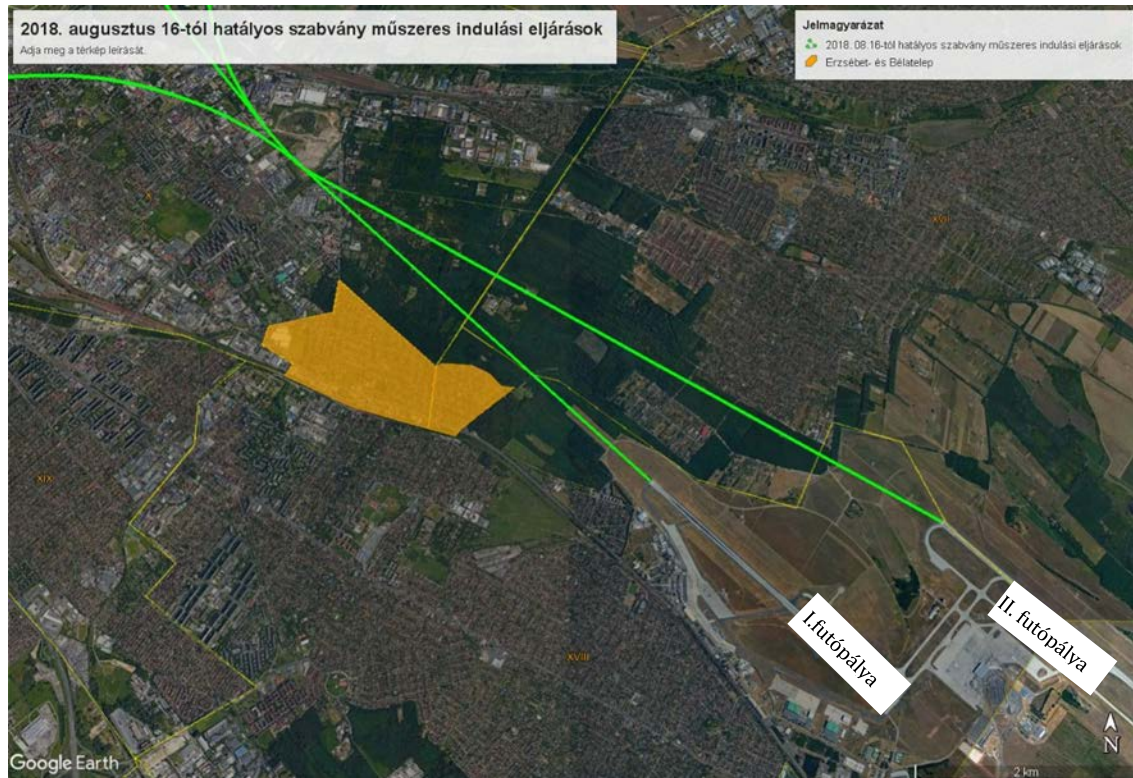 2018. augusztus 16-tól hatályos szabvány műszeres indulási eljárások
Adja meg a térkép leírását.
Jelmagyarázat
2018. 08.16-tól hatályos szabvány műszeres indulási eljárások
Erzsébet- és Bélatelep
X
XVII
XIX
XVIII
I.futópálya
II. futópálya
N
Google Earth
2 km